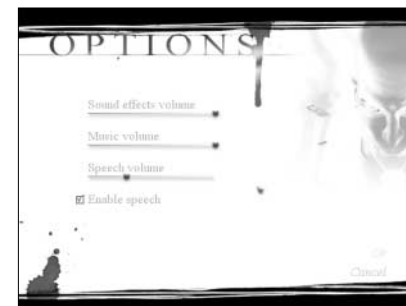 OPTIONS
Sound effects volume
Music volume
Speech volume
Enable speech
Cancel